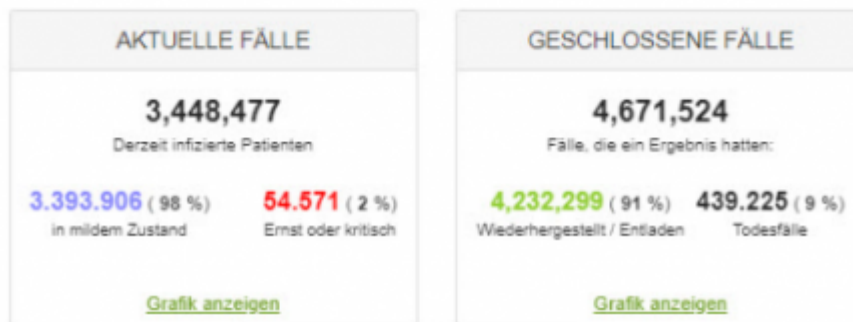 AKTUELLE FÄLLE
3,448,477
Derzeit infizierte Patienten
3.393.906 ( 98 %)
in mildem Zustand
54.571 ( 2 %)
Ernst oder kritisch
Grafik anzeigen
GESCHLOSSENE FÄLLE
4,671,524
Fälle, die ein Ergebnis hatten:
4,232,299 ( 91 %)
Wiederhergestellt / Entladen
439.225 ( 9 %)
Todesfälle
Grafik anzeigen